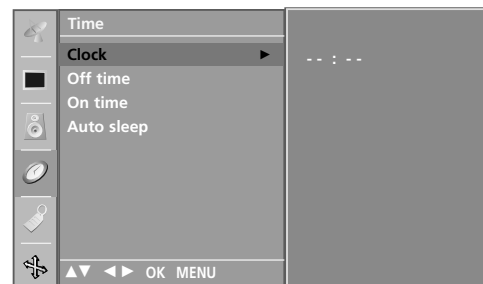 Time
Clock ► -- : --
Off time
On time
Auto sleep
▲▼ ◄► OK MENU